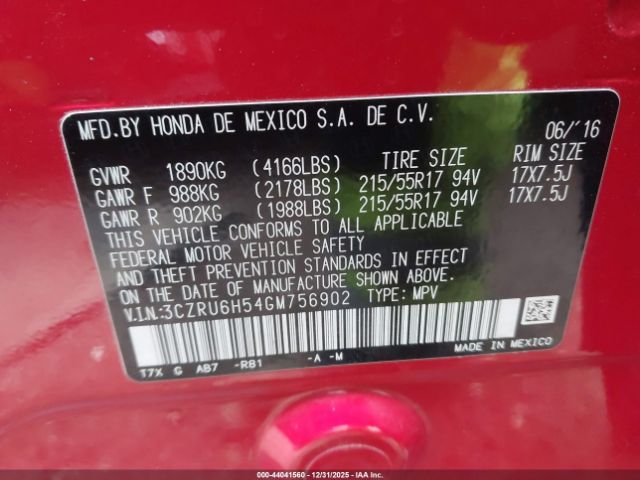 MFD.BY HONDA DE MEXICO S.A. DE C.V.
06/'16
GVWR 1890KG (4166LBS) TIRE SIZE RIM SIZE
GAWR F 988KG (2178LBS) 215/55R17 94V 17X7.5J
GAWR R 902KG (1988LBS) 215/55R17 94V 17X7.5J
THIS VEHICLE CONFORMS TO ALL APPLICABLE
FEDERAL MOTOR VEHICLE SAFETY
AND THEFT PREVENTION STANDARDS IN EFFECT
ON THE DATE OF MANUFACTURE SHOWN ABOVE.
V.I.N:3CZRU6H54GM756902 TYPE: MPV
T7X G AB7 -RB1 -A -M MADE IN MEXICO
000-44041560 - 12/31/2025 - COPYRIGHT IAA